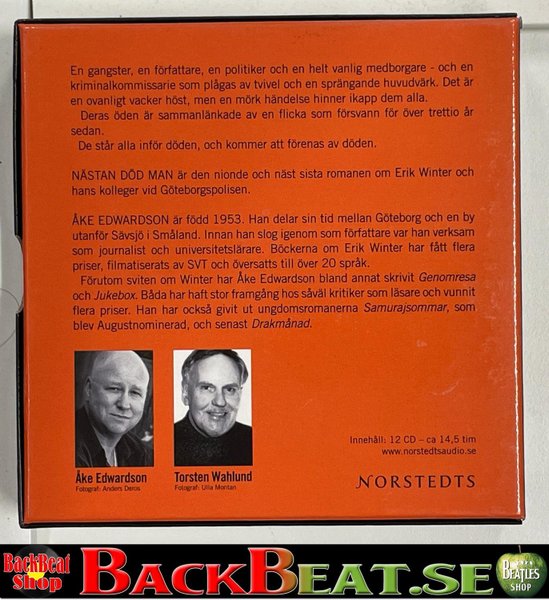 En gangster, en författare, en politiker och en helt vanlig medborgare - och en
kriminalkommissarie som plågas av tvivel och en sprängande huvudvärk. Det är
en ovanligt vacker höst, men en mörk händelse hinner ikapp dem alla.
Deras öden är sammanlänkade av en flicka som försvann för över trettio år
sedan.
De står alla inför döden, och kommer att förenas av döden.
NÄSTAN DÖD MAN är den nionde och näst sista romanen om Erik Winter och
hans kolleger vid Göteborgspolisen.
ÅKE EDWARDSON är född 1953. Han delar sin tid mellan Göteborg och en by
utanför Sävsjö i Småland. Innan han slog igenom som författare var han verksam
som journalist och universitetslärare. Böckerna om Erik Winter har fått flera
priser, filmatiserats av SVT och översatts till över 20 språk.
Förutom sviten om Winter har Åke Edwardson bland annat skrivit Genomresa
och Jukebox. Båda har haft stor framgång hos såväl kritiker som läsare och vunnit
flera priser. Han har också givit ut ungdomsromanerna Samurajsommar, som
blev Augustnominerad, och senast Drakmånad.
Åke Edwardson
Fotograf: Anders Deros
Torsten Wahlund
Fotograf: Ulla Montan
Innehåll: 12 CD – ca 14,5 tim
www.norstedtsaudio.se
NORSTEDTS
BackBeat
Shop
BACKBEAT.SE
BEATLES
SHOP